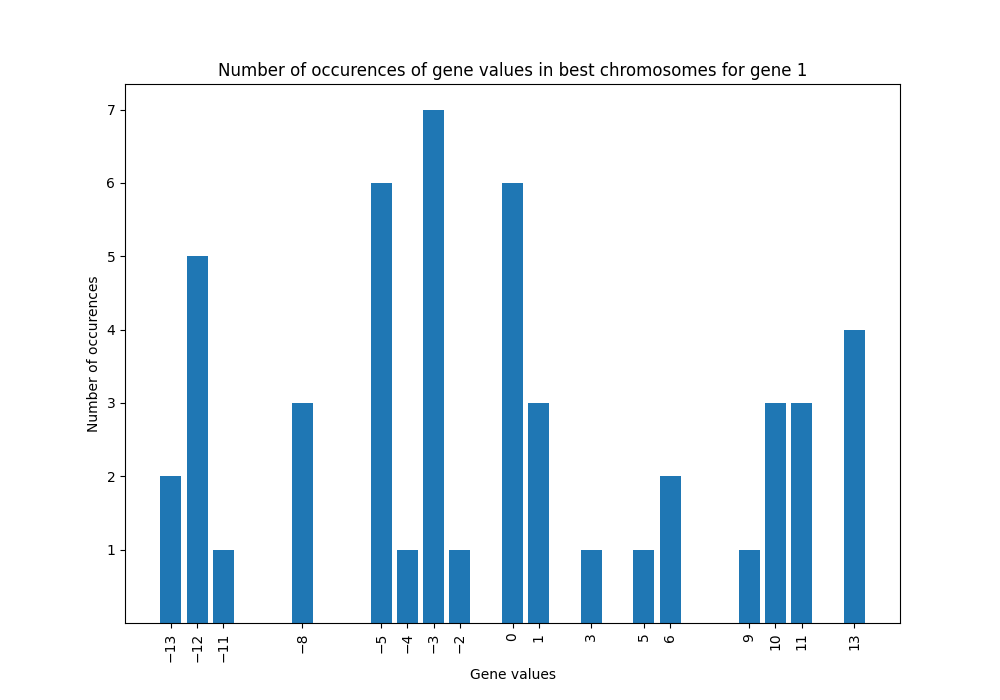 Number of occurences of gene values in best chromosomes for gene 1
7
6
5
4
3
2
1
Number of occurences
−13 −12 −11 −8 −5 −4 −3 −2 0 1 3 5 6 9 10 11 13
Gene values